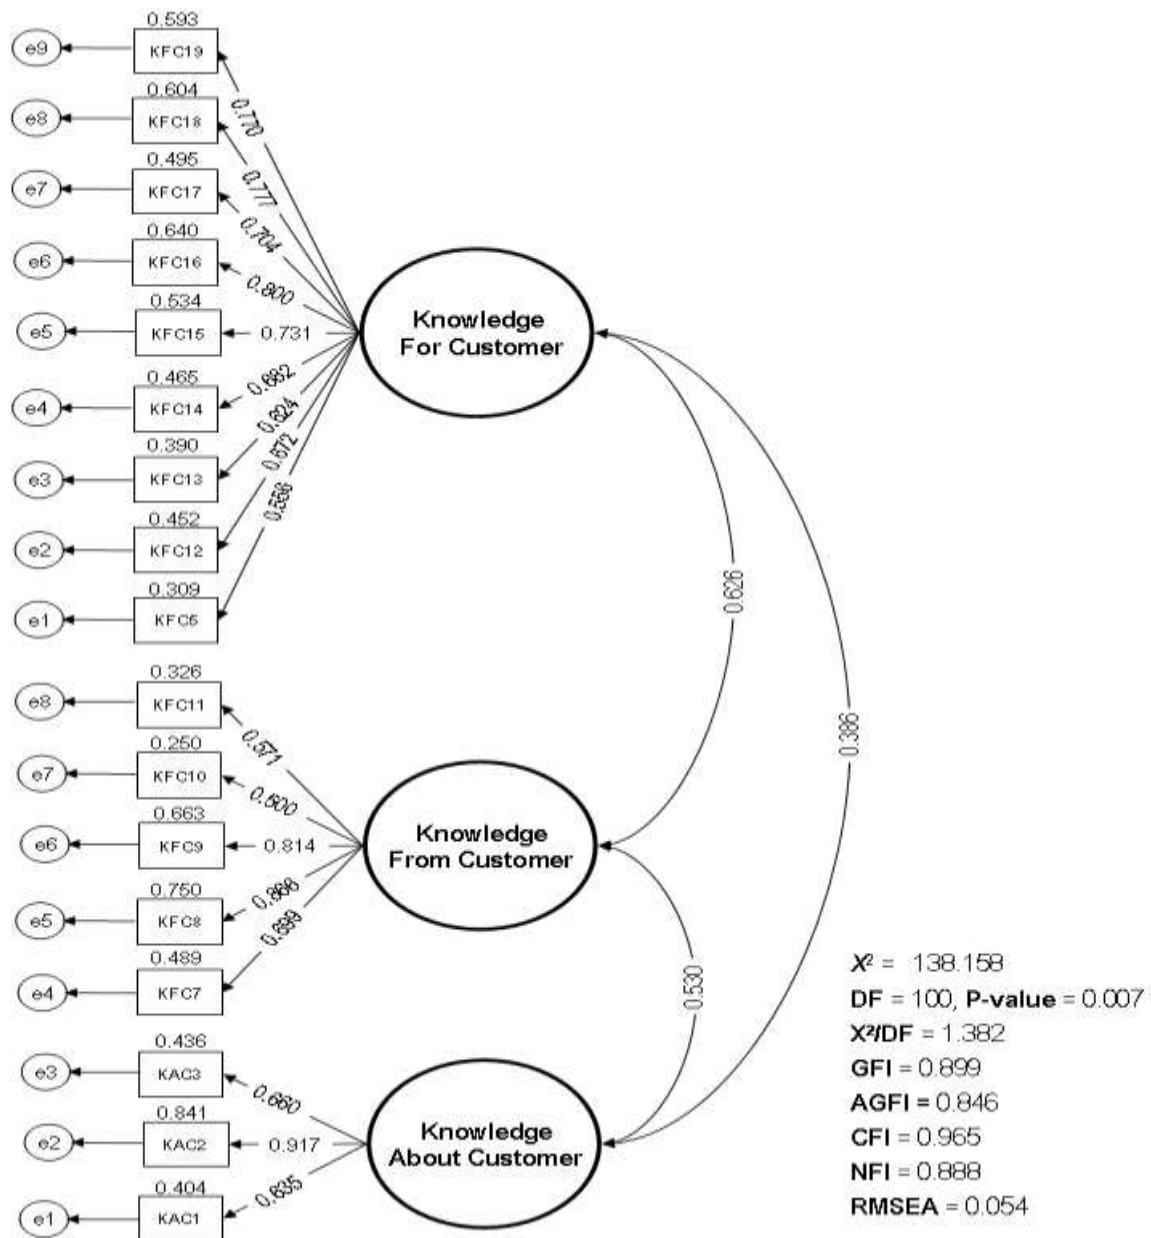 0.593
e9 KFC19
0.770
0.604
e8 KFC18
0.777
0.495
e7 KFC17
0.704
0.640
e6 KFC16
0.800
0.534
e5 KFC15
0.731
0.465
e4 KFC14
0.682
0.390
e3 KFC13
0.624
0.452
e2 KFC12
0.672
0.309
e1 KFC5
0.556
Knowledge
For Customer
0.626
0.386
0.326
e8 KFC11
0.571
0.250
e7 KFC10
0.500
0.663
e6 KFC9
0.814
0.750
e5 KFC8
0.866
0.489
e4 KFC7
0.699
Knowledge
From Customer
0.530
0.436
e3 KAC3
0.660
0.841
e2 KAC2
0.917
0.404
e1 KAC1
0.635
Knowledge
About Customer
X² = 138.158
DF = 100, P-value = 0.007
X²/DF = 1.382
GFI = 0.899
AGFI = 0.846
CFI = 0.965
NFI = 0.888
RMSEA = 0.054